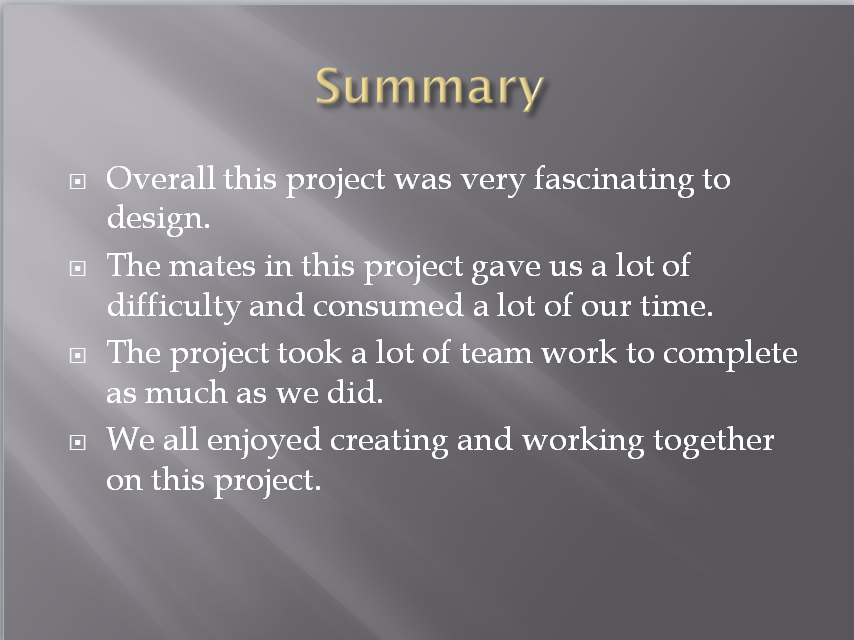 Summary
Overall this project was very fascinating to
design.
The mates in this project gave us a lot of
difficulty and consumed a lot of our time.
The project took a lot of team work to complete
as much as we did.
We all enjoyed creating and working together
on this project.